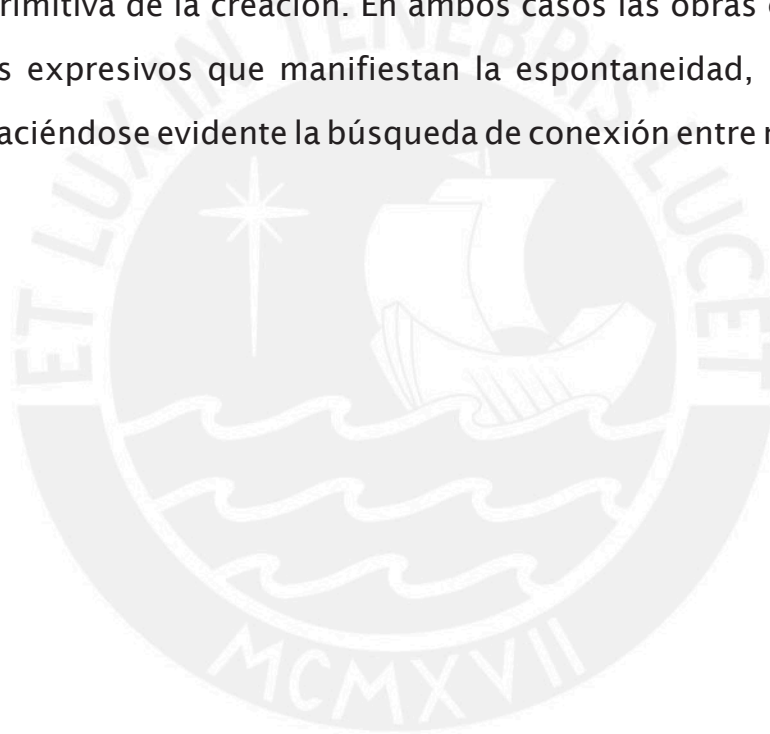 rimitiva de la creación. En ambos casos las obras
s expresivos que manifiestan la espontaneidad,
aciéndose evidente la búsqueda de conexión entre
ET LUX IN TENEBRIS LUCET
MCMXVII